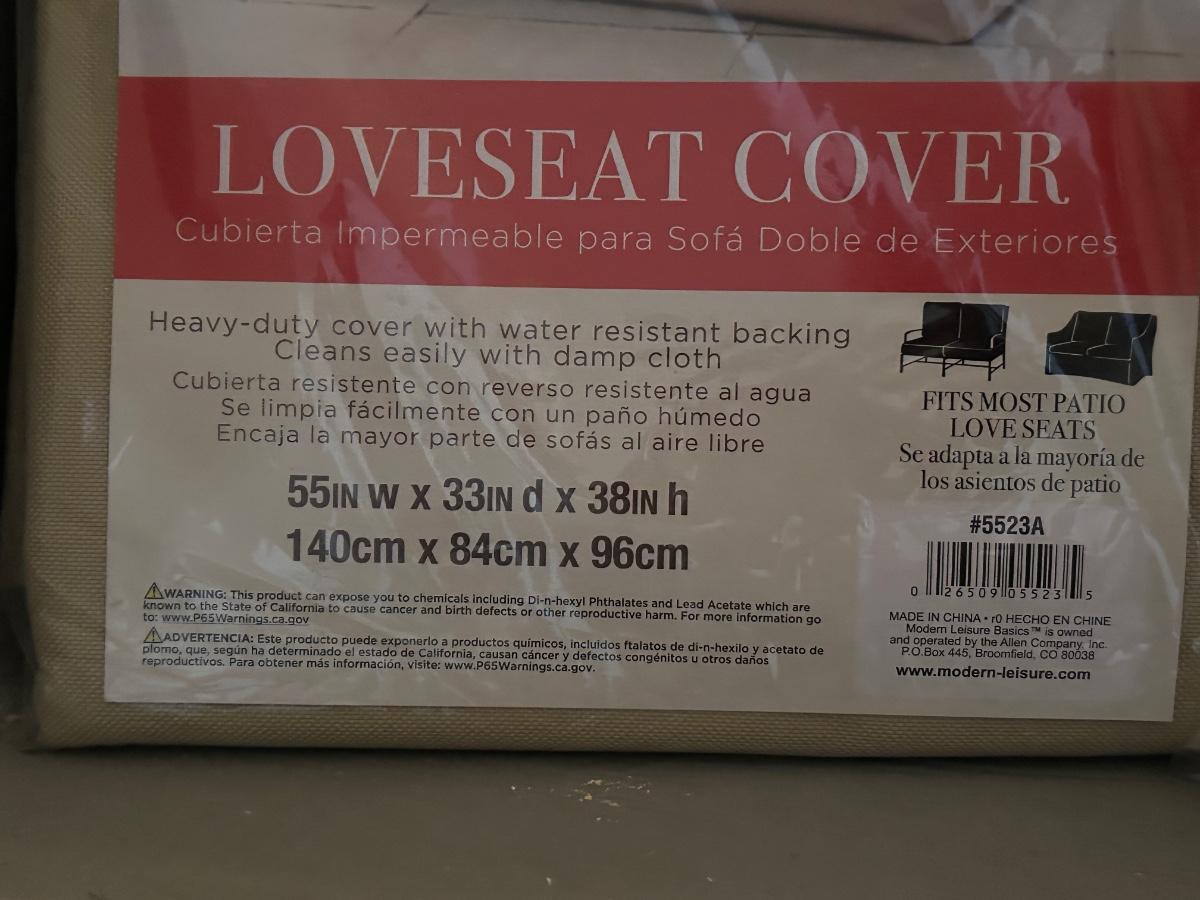 LOVESEAT COVER
Cubierta Impermeable para Sofá Doble de Exteriores
Heavy-duty cover with water resistant backing
Cleans easily with damp cloth
Cubierta resistente con reverso resistente al agua
Se limpia fácilmente con un paño húmedo
Encaja la mayor parte de sofás al aire libre
55IN w x 33IN d x 38IN h
140cm x 84cm x 96cm
⚠WARNING: This product can expose you to chemicals including Di-n-hexyl Phthalates and Lead Acetate which are
known to the State of California to cause cancer and birth defects or other reproductive harm. For more information go
to: www.P65Warnings.ca.gov
⚠ADVERTENCIA: Este producto puede exponerlo a productos químicos, incluidos ftalatos de di-n-hexilo y acetato de
plomo, que, según ha determinado el estado de California, causan cáncer y defectos congénitos u otros daños
reproductivos. Para obtener más información, visite: www.P65Warnings.ca.gov.
FITS MOST PATIO
LOVE SEATS
Se adapta a la mayoría de
los asientos de patio
#5523A
0 26509 05523 5
MADE IN CHINA • r0 HECHO EN CHINE
Modern Leisure Basics™ is owned
and operated by the Allen Company, Inc.
P.O.Box 445, Broomfield, CO 80038
www.modern-leisure.com